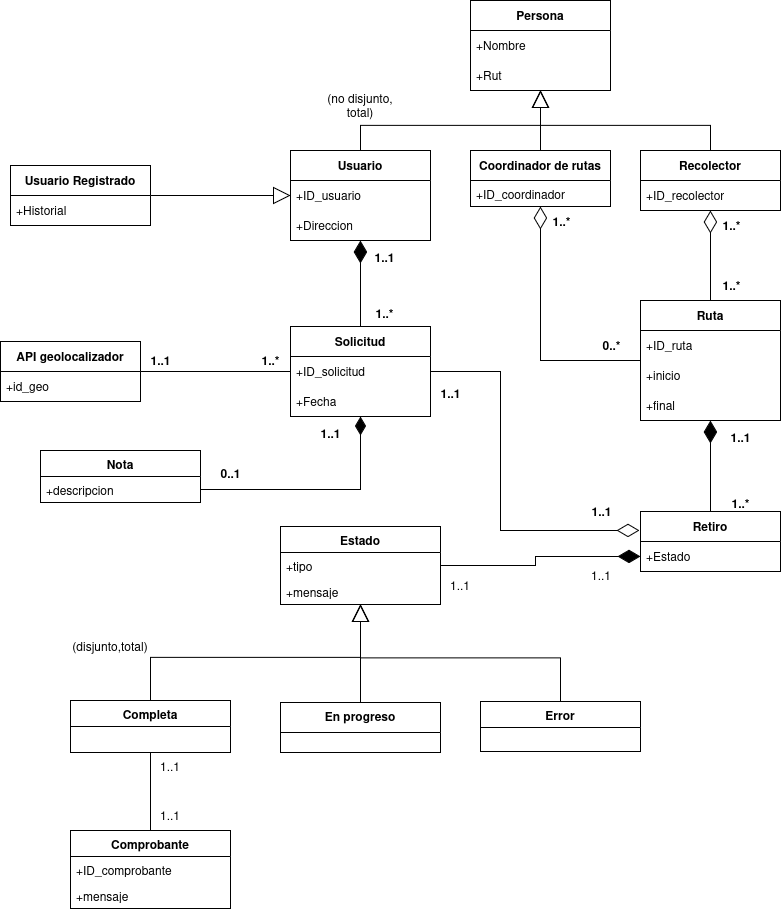 Persona
+Nombre
+Rut
(no disjunto,
total)
Usuario Registrado
+Historial
Usuario
+ID_usuario
+Direccion
Coordinador de rutas
+ID_coordinador
Recolector
+ID_recolector
1..*
1..*
1..1
1..*
1..*
Ruta
+ID_ruta
+inicio
+final
0..*
API geolocalizador
+id_geo
1..1
1..*
Solicitud
+ID_solicitud
+Fecha
1..1
1..1
1..1
Nota
+descripcion
0..1
1..*
1..1
Retiro
+Estado
Estado
+tipo
+mensaje
1..1
1..1
(disjunto,total)
Completa
En progreso
Error
1..1
1..1
Comprobante
+ID_comprobante
+mensaje